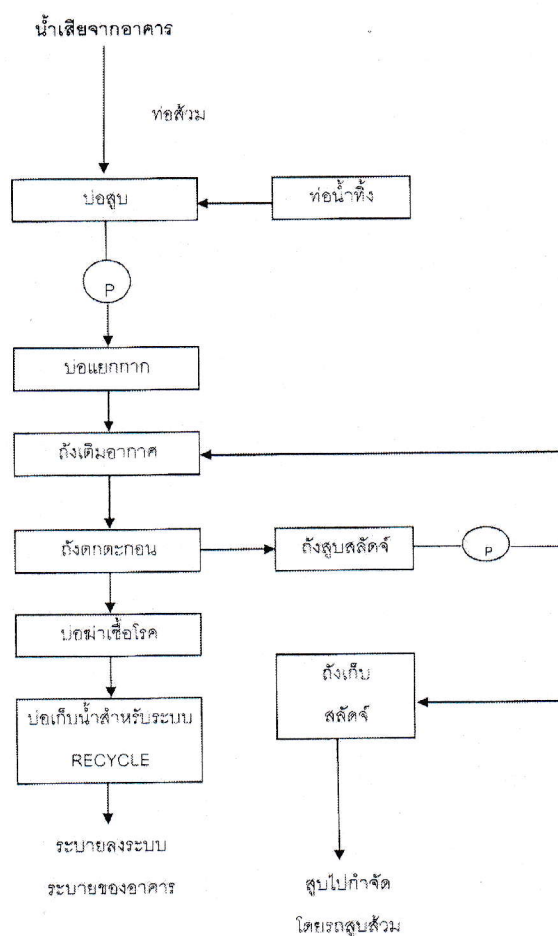 น้ำเสียจากอาคาร
ท่อส้วม
บ่อสูบ
ท่อน้ำทิ้ง
P
บ่อแยกกาก
ถังเติมอากาศ
ถังตกตะกอน
ถังสูบสลัดจ์
P
บ่อฆ่าเชื้อโรค
ถังเก็บ
สลัดจ์
บ่อเก็บน้ำสำหรับระบบ
RECYCLE
ระบายลงระบบ
ระบายของอาคาร
สูบไปกำจัด
โดยรถสูบส้วม